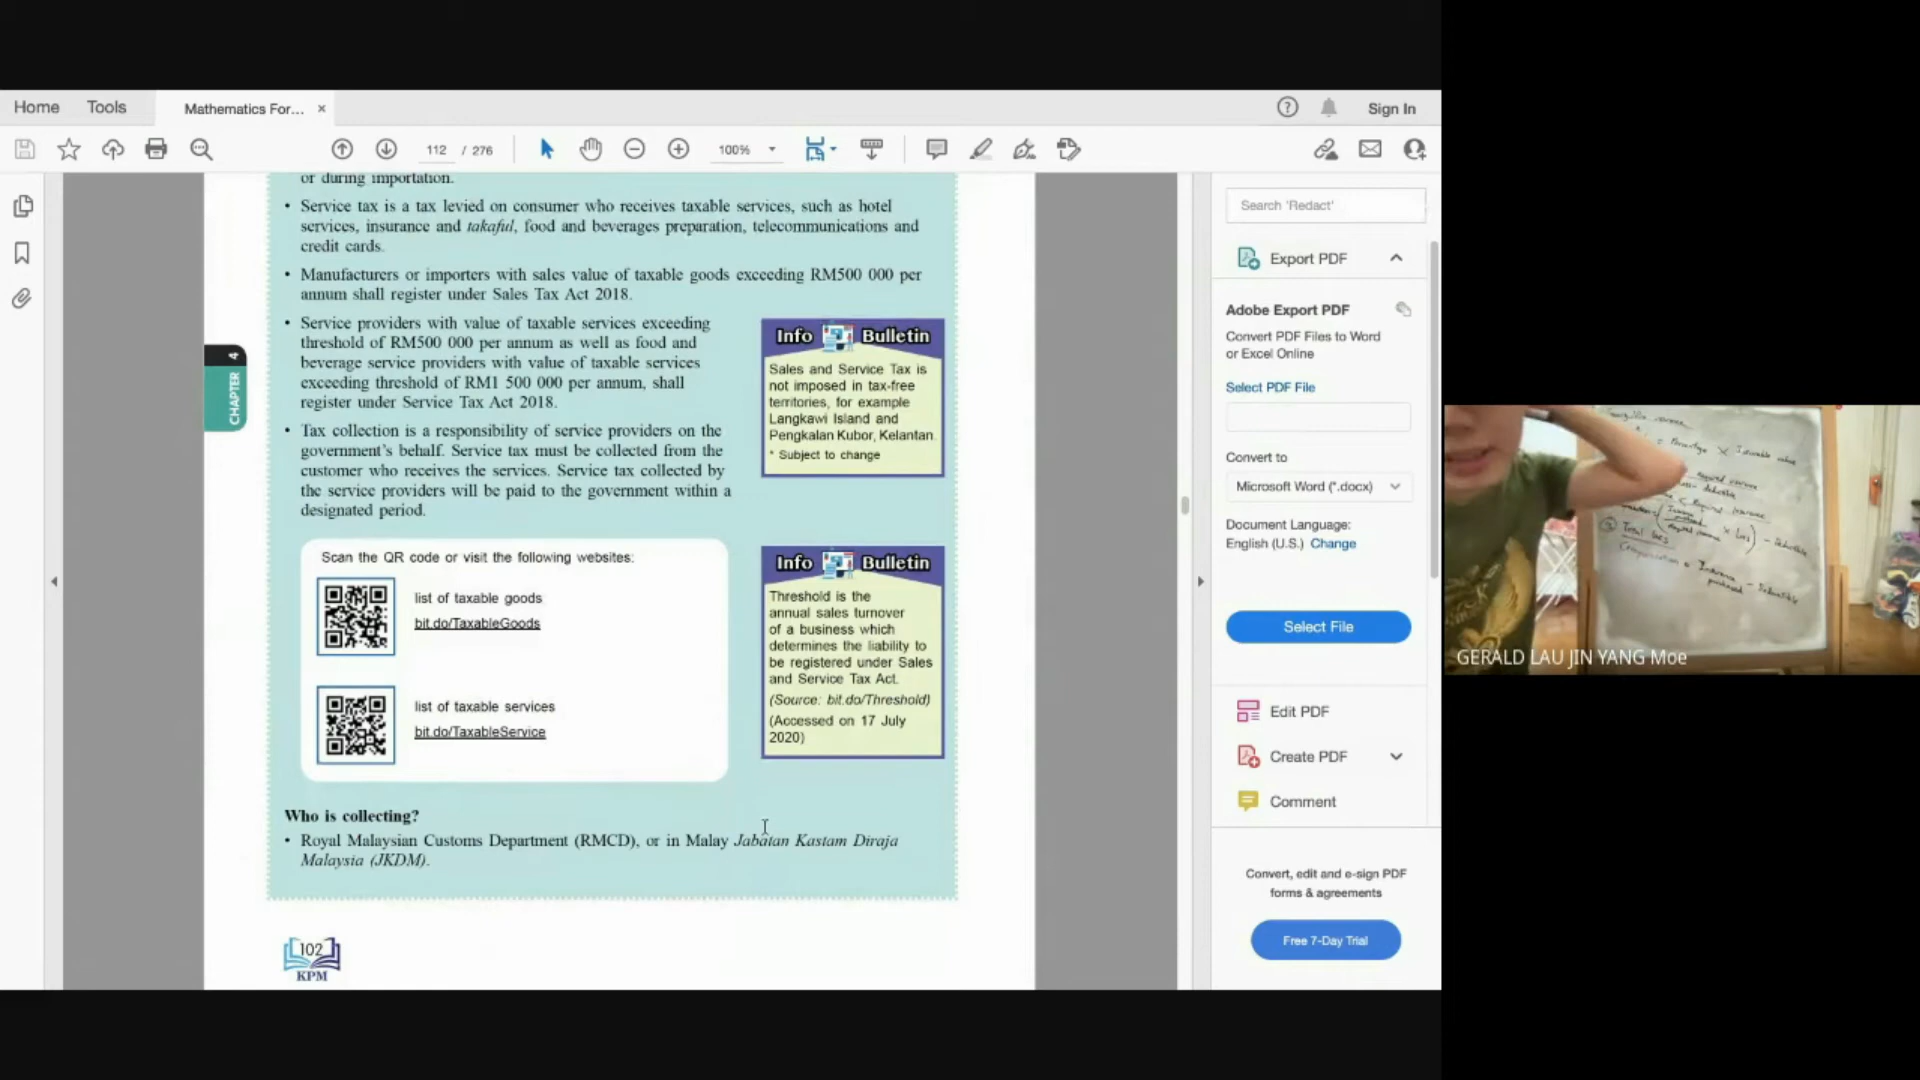 Home
Tools
Mathematics For...
Sign In
112 / 276
100%
or during importation.
• Service tax is a tax levied on consumer who receives taxable services, such as hotel
services, insurance and takaful, food and beverages preparation, telecommunications and
credit cards.
• Manufacturers or importers with sales value of taxable goods exceeding RM500 000 per
annum shall register under Sales Tax Act 2018.
• Service providers with value of taxable services exceeding
threshold of RM500 000 per annum as well as food and
beverage service providers with value of taxable services
exceeding threshold of RM1 500 000 per annum, shall
register under Service Tax Act 2018.
• Tax collection is a responsibility of service providers on the
government's behalf. Service tax must be collected from the
customer who receives the services. Service tax collected by
the service providers will be paid to the government within a
designated period.
CHAPTER 4
Info Bulletin
Sales and Service Tax is
not imposed in tax-free
territories, for example
Langkawi Island and
Pengkalan Kubor, Kelantan.
* Subject to change
Scan the QR code or visit the following websites:
list of taxable goods
bit.do/TaxableGoods
list of taxable services
bit.do/TaxableService
Info Bulletin
Threshold is the
annual sales turnover
of a business which
determines the liability to
be registered under Sales
and Service Tax Act.
(Source: bit.do/Threshold)
(Accessed on 17 July
2020)
Who is collecting?
• Royal Malaysian Customs Department (RMCD), or in Malay Jabatan Kastam Diraja
Malaysia (JKDM).
102
KPM
Search 'Redact'
Export PDF
Adobe Export PDF
Convert PDF Files to Word
or Excel Online
Select PDF File
Convert to
Microsoft Word (*.docx)
Document Language:
English (U.S.) Change
Select File
Edit PDF
Create PDF
Comment
Convert, edit and e-sign PDF
forms & agreements
Free 7-Day Trial
= Percentage × Insurable value
Total loss
GERALD LAU JIN YANG Moe